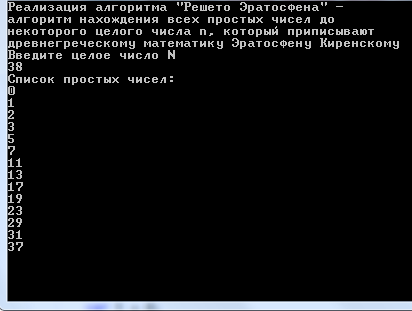 Реализация алгоритма "Решето Эратосфена" -
алгоритм нахождения всех простых чисел до
некоторого целого числа n, который приписывают
древнегреческому математику Эратосфену Киренскому
Введите целое число N
38
Список простых чисел:
0
1
2
3
5
7
11
13
17
19
23
29
31
37